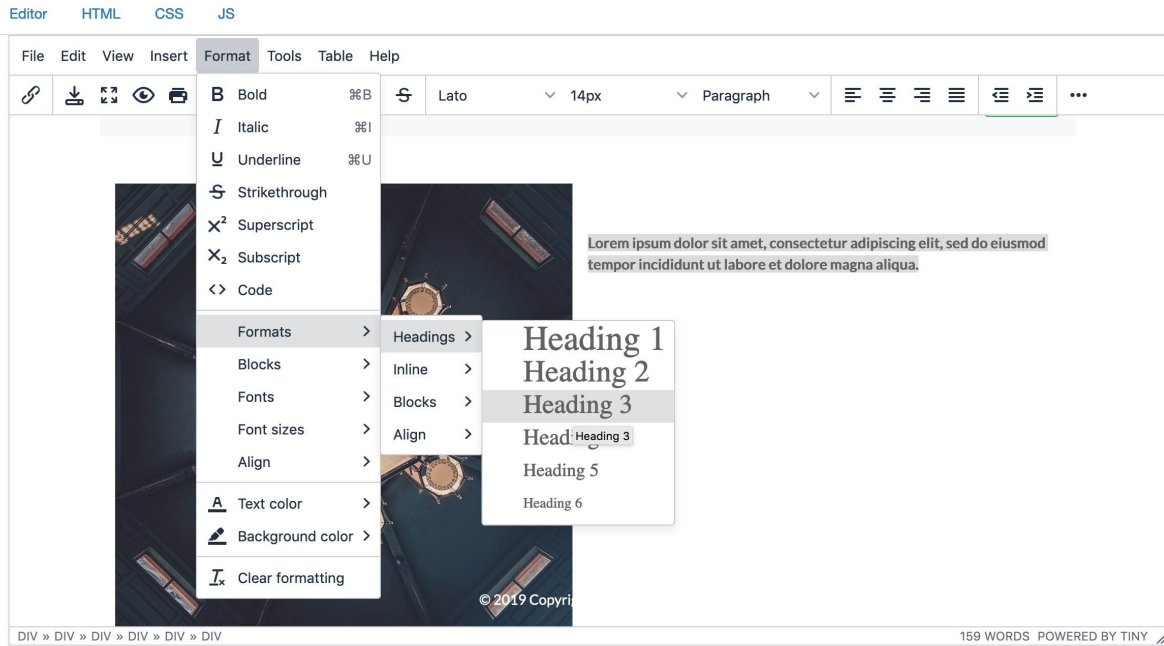 Editor HTML CSS JS
File Edit View Insert Format Tools Table Help
Lato 14px Paragraph
B Bold ⌘B
I Italic ⌘I
U Underline ⌘U
S Strikethrough
X² Superscript
X₂ Subscript
<> Code
Formats
Blocks
Fonts
Font sizes
Align
A Text color
Background color
Clear formatting
Headings
Inline
Blocks
Align
Heading 1
Heading 2
Heading 3
Heading 3
Heading 5
Heading 6
Lorem ipsum dolor sit amet, consectetur adipiscing elit, sed do eiusmod
tempor incididunt ut labore et dolore magna aliqua.
© 2019
DIV » DIV » DIV » DIV » DIV » DIV
159 WORDS POWERED BY TINY